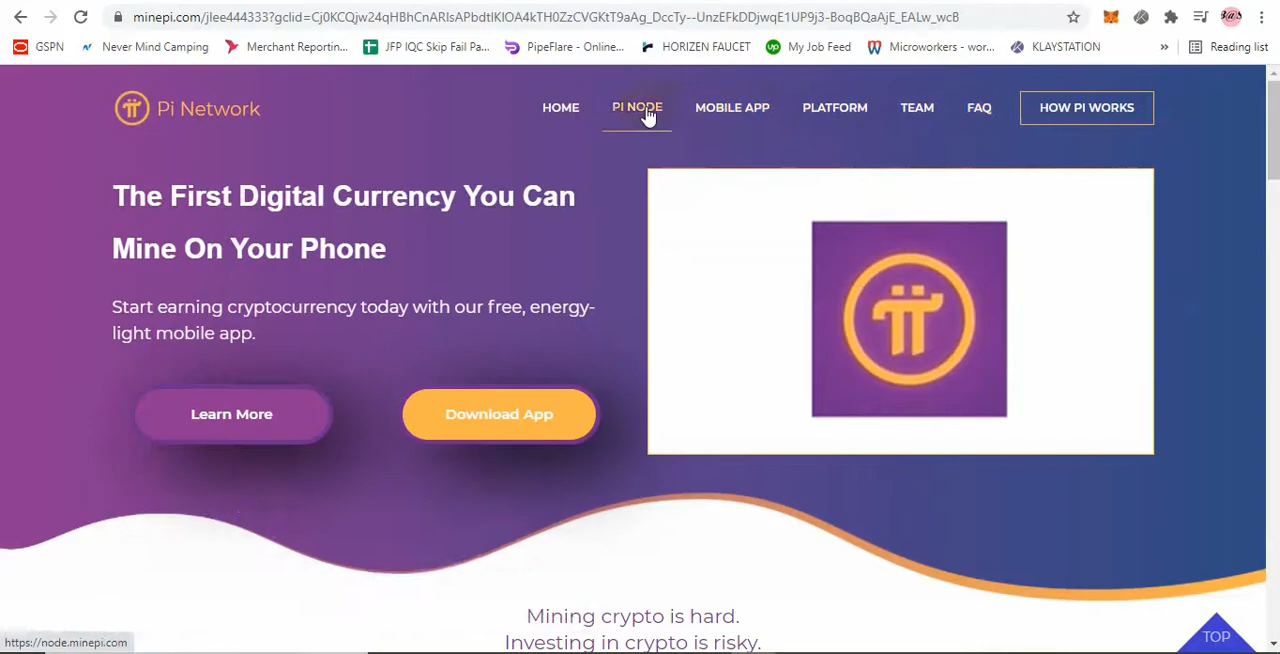 minepi.com/jlee444333?gclid=Cj0KCQjw24qHBhCnARIsAPbdtlKIOA4kTH0ZzCVGKtT9aAg_DccTy--UnzEFkDDjwqE1UP9j3-BoqBQaAjE_EALw_wcB
GSPN Never Mind Camping Merchant Reportin... JFP IQC Skip Fail Pa... PipeFlare - Online... HORIZEN FAUCET My Job Feed Microworkers - wor... KLAYSTATION » Reading list
Pi Network HOME PI NODE MOBILE APP PLATFORM TEAM FAQ HOW PI WORKS
The First Digital Currency You Can
Mine On Your Phone
Start earning cryptocurrency today with our free, energy-
light mobile app.
Learn More Download App
Mining crypto is hard.
Investing in crypto is risky.
TOP
https://node.minepi.com